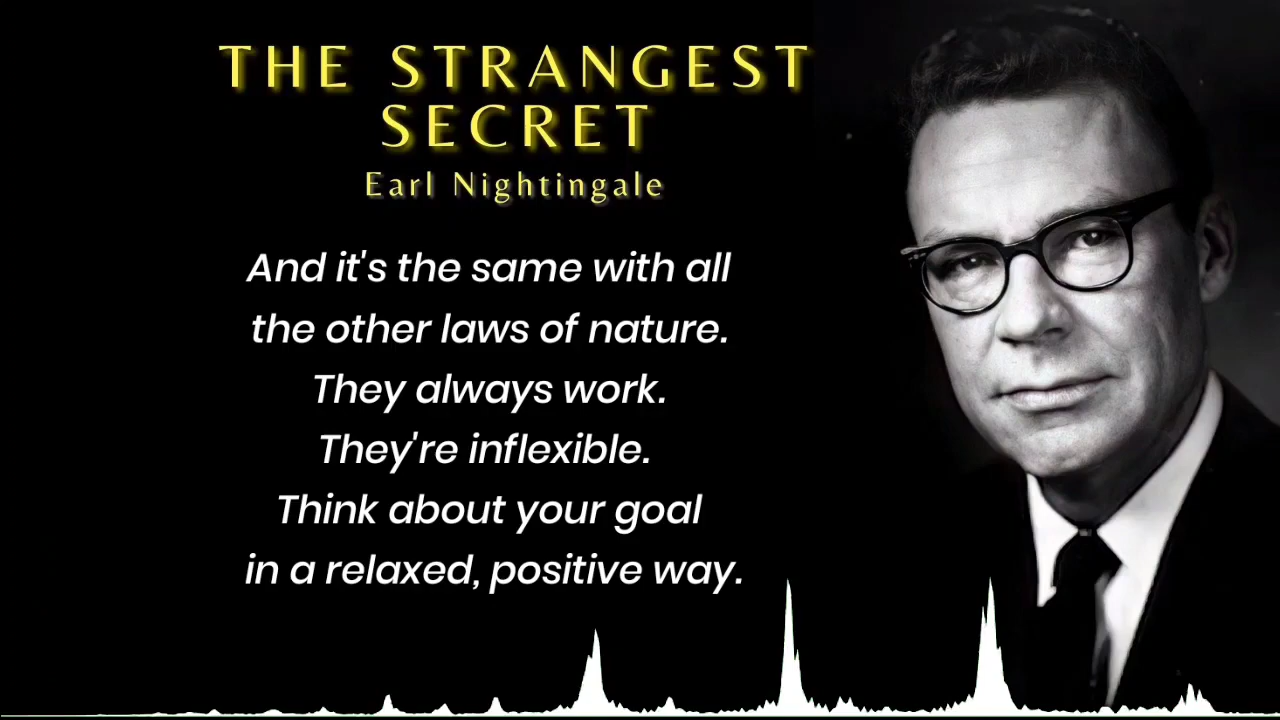 THE STRANGEST
SECRET
Earl Nightingale
And it's the same with all
the other laws of nature.
They always work.
They're inflexible.
Think about your goal
in a relaxed, positive way.